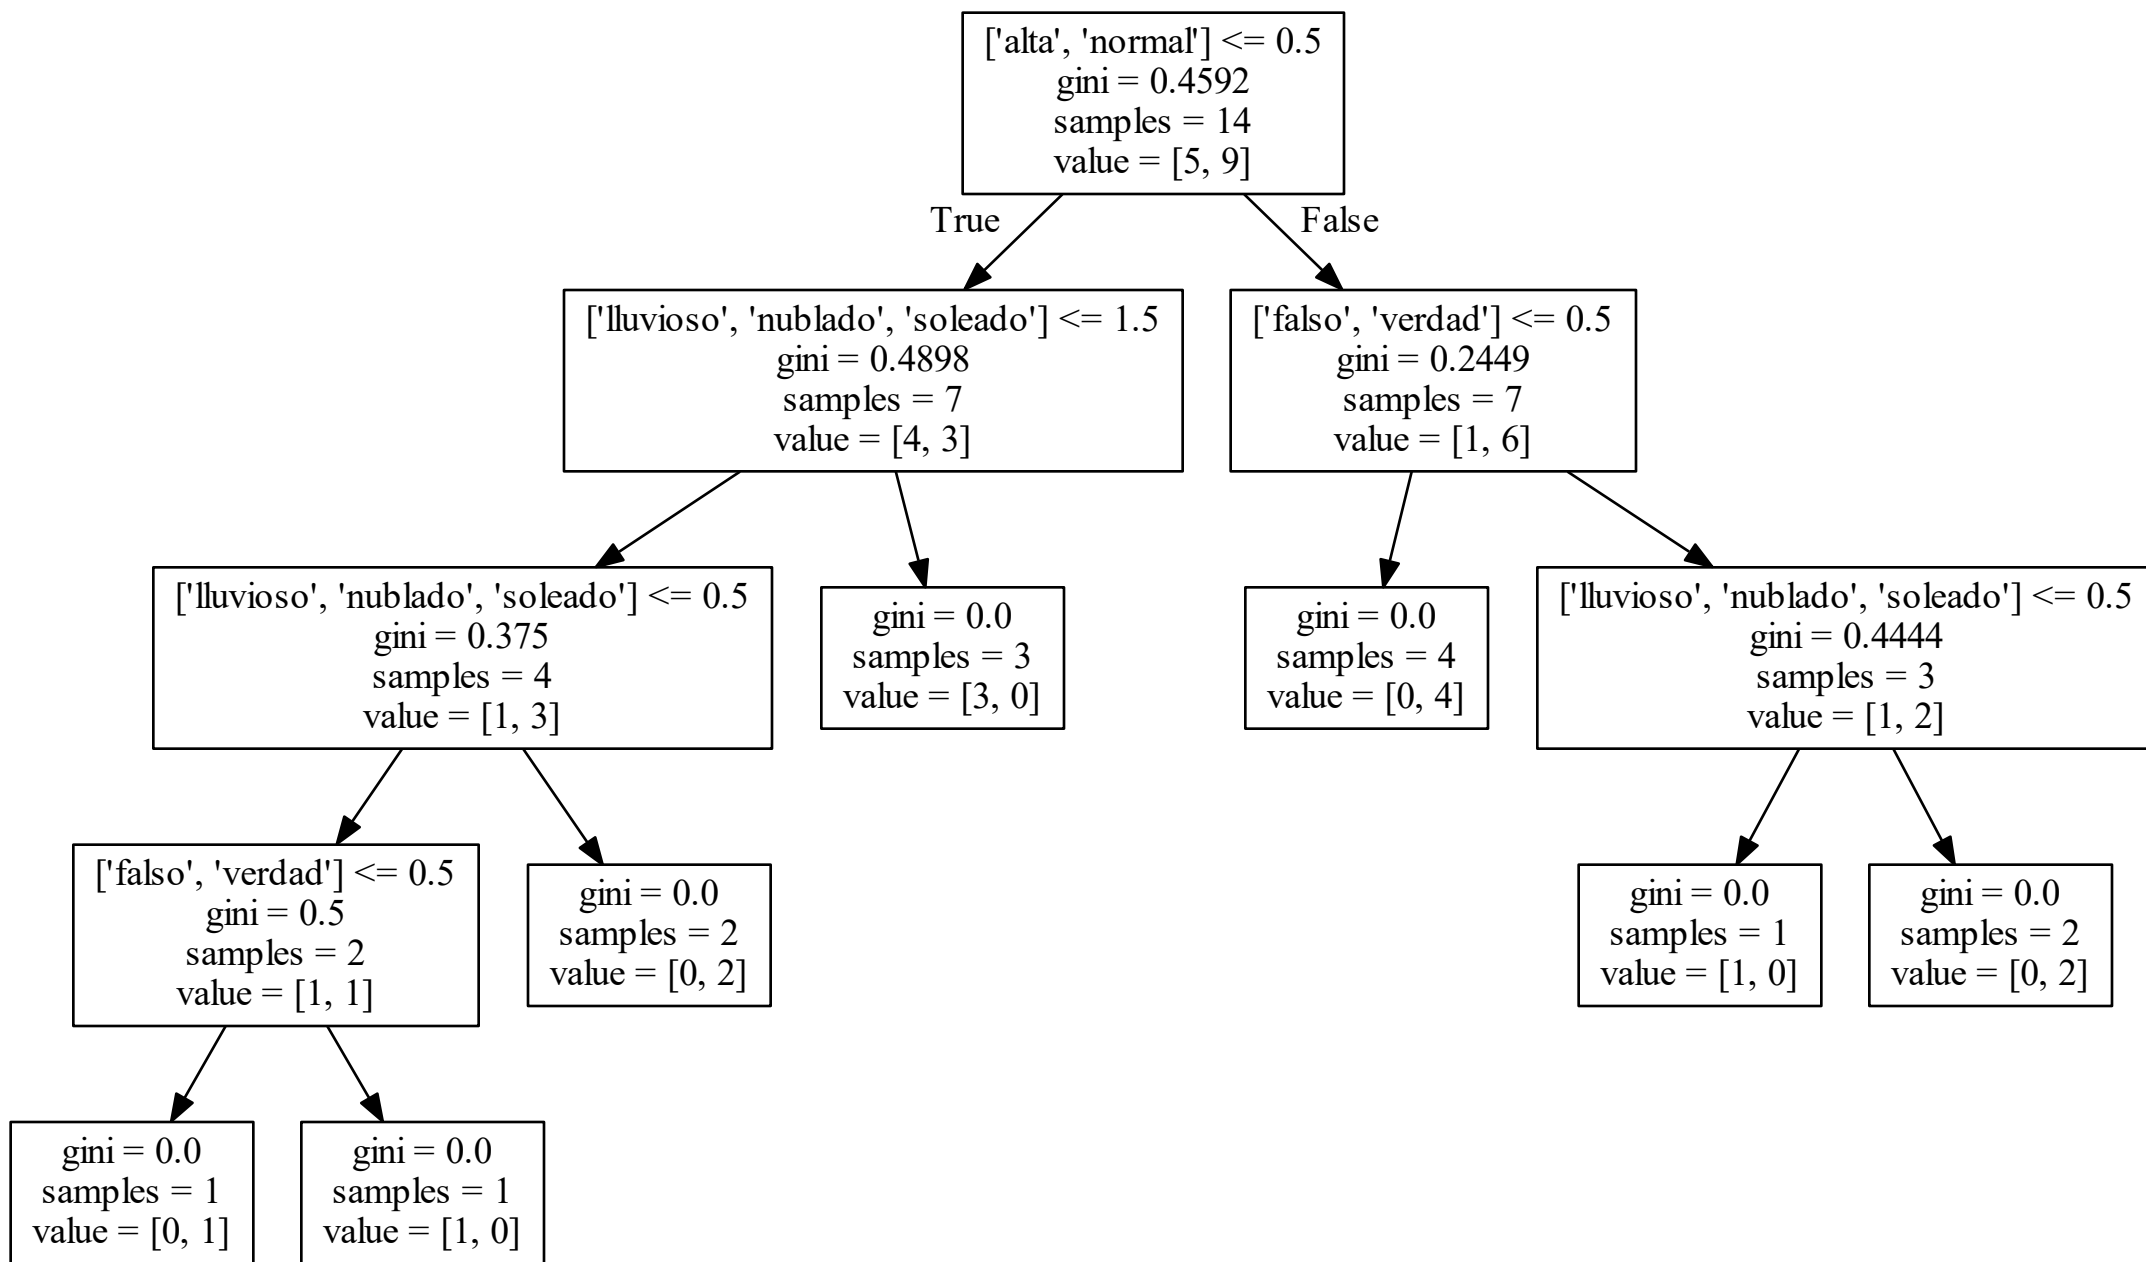 ['alta', 'normal'] <= 0.5
gini = 0.4592
samples = 14
value = [5, 9]
True
False
['lluvioso', 'nublado', 'soleado'] <= 1.5
gini = 0.4898
samples = 7
value = [4, 3]
['falso', 'verdad'] <= 0.5
gini = 0.2449
samples = 7
value = [1, 6]
['lluvioso', 'nublado', 'soleado'] <= 0.5
gini = 0.375
samples = 4
value = [1, 3]
gini = 0.0
samples = 3
value = [3, 0]
gini = 0.0
samples = 4
value = [0, 4]
['lluvioso', 'nublado', 'soleado'] <= 0.5
gini = 0.4444
samples = 3
value = [1, 2]
['falso', 'verdad'] <= 0.5
gini = 0.5
samples = 2
value = [1, 1]
gini = 0.0
samples = 2
value = [0, 2]
gini = 0.0
samples = 1
value = [1, 0]
gini = 0.0
samples = 2
value = [0, 2]
gini = 0.0
samples = 1
value = [0, 1]
gini = 0.0
samples = 1
value = [1, 0]